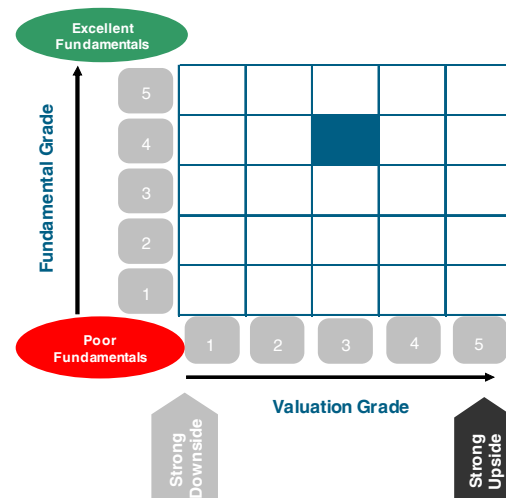 Excellent
Fundamentals
Fundamental Grade
5
4
3
2
1
Poor
Fundamentals
1
2
3
4
5
Valuation Grade
Strong
Downside
Strong
Upside